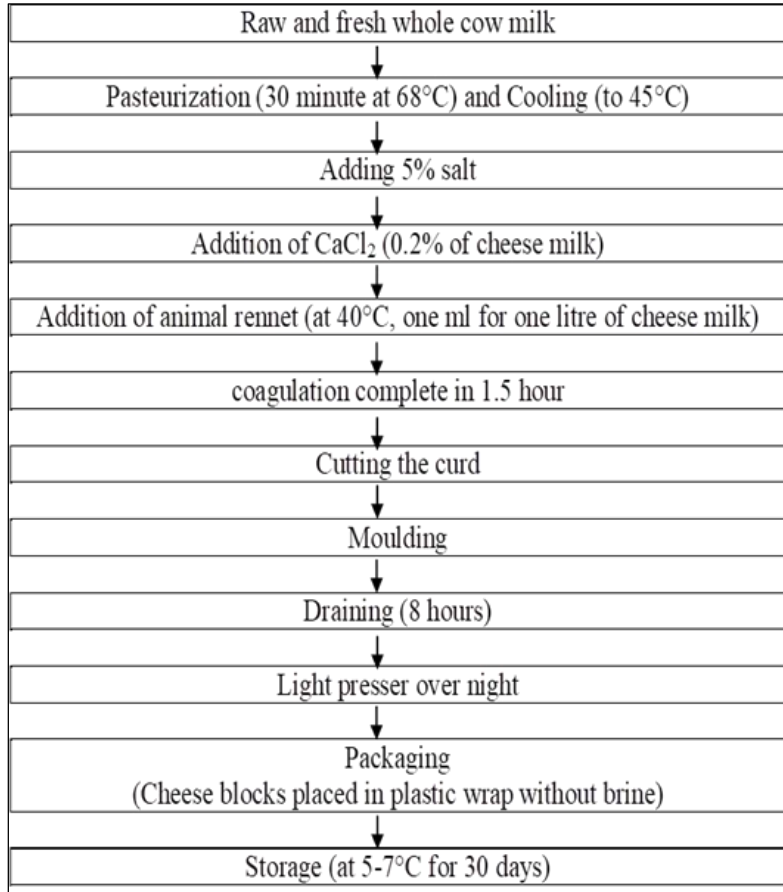 Raw and fresh whole cow milk
Pasteurization (30 minute at 68°C) and Cooling (to 45°C)
Adding 5% salt
Addition of CaCl₂ (0.2% of cheese milk)
Addition of animal rennet (at 40°C, one ml for one litre of cheese milk)
coagulation complete in 1.5 hour
Cutting the curd
Moulding
Draining (8 hours)
Light presser over night
Packaging
(Cheese blocks placed in plastic wrap without brine)
Storage (at 5-7°C for 30 days)